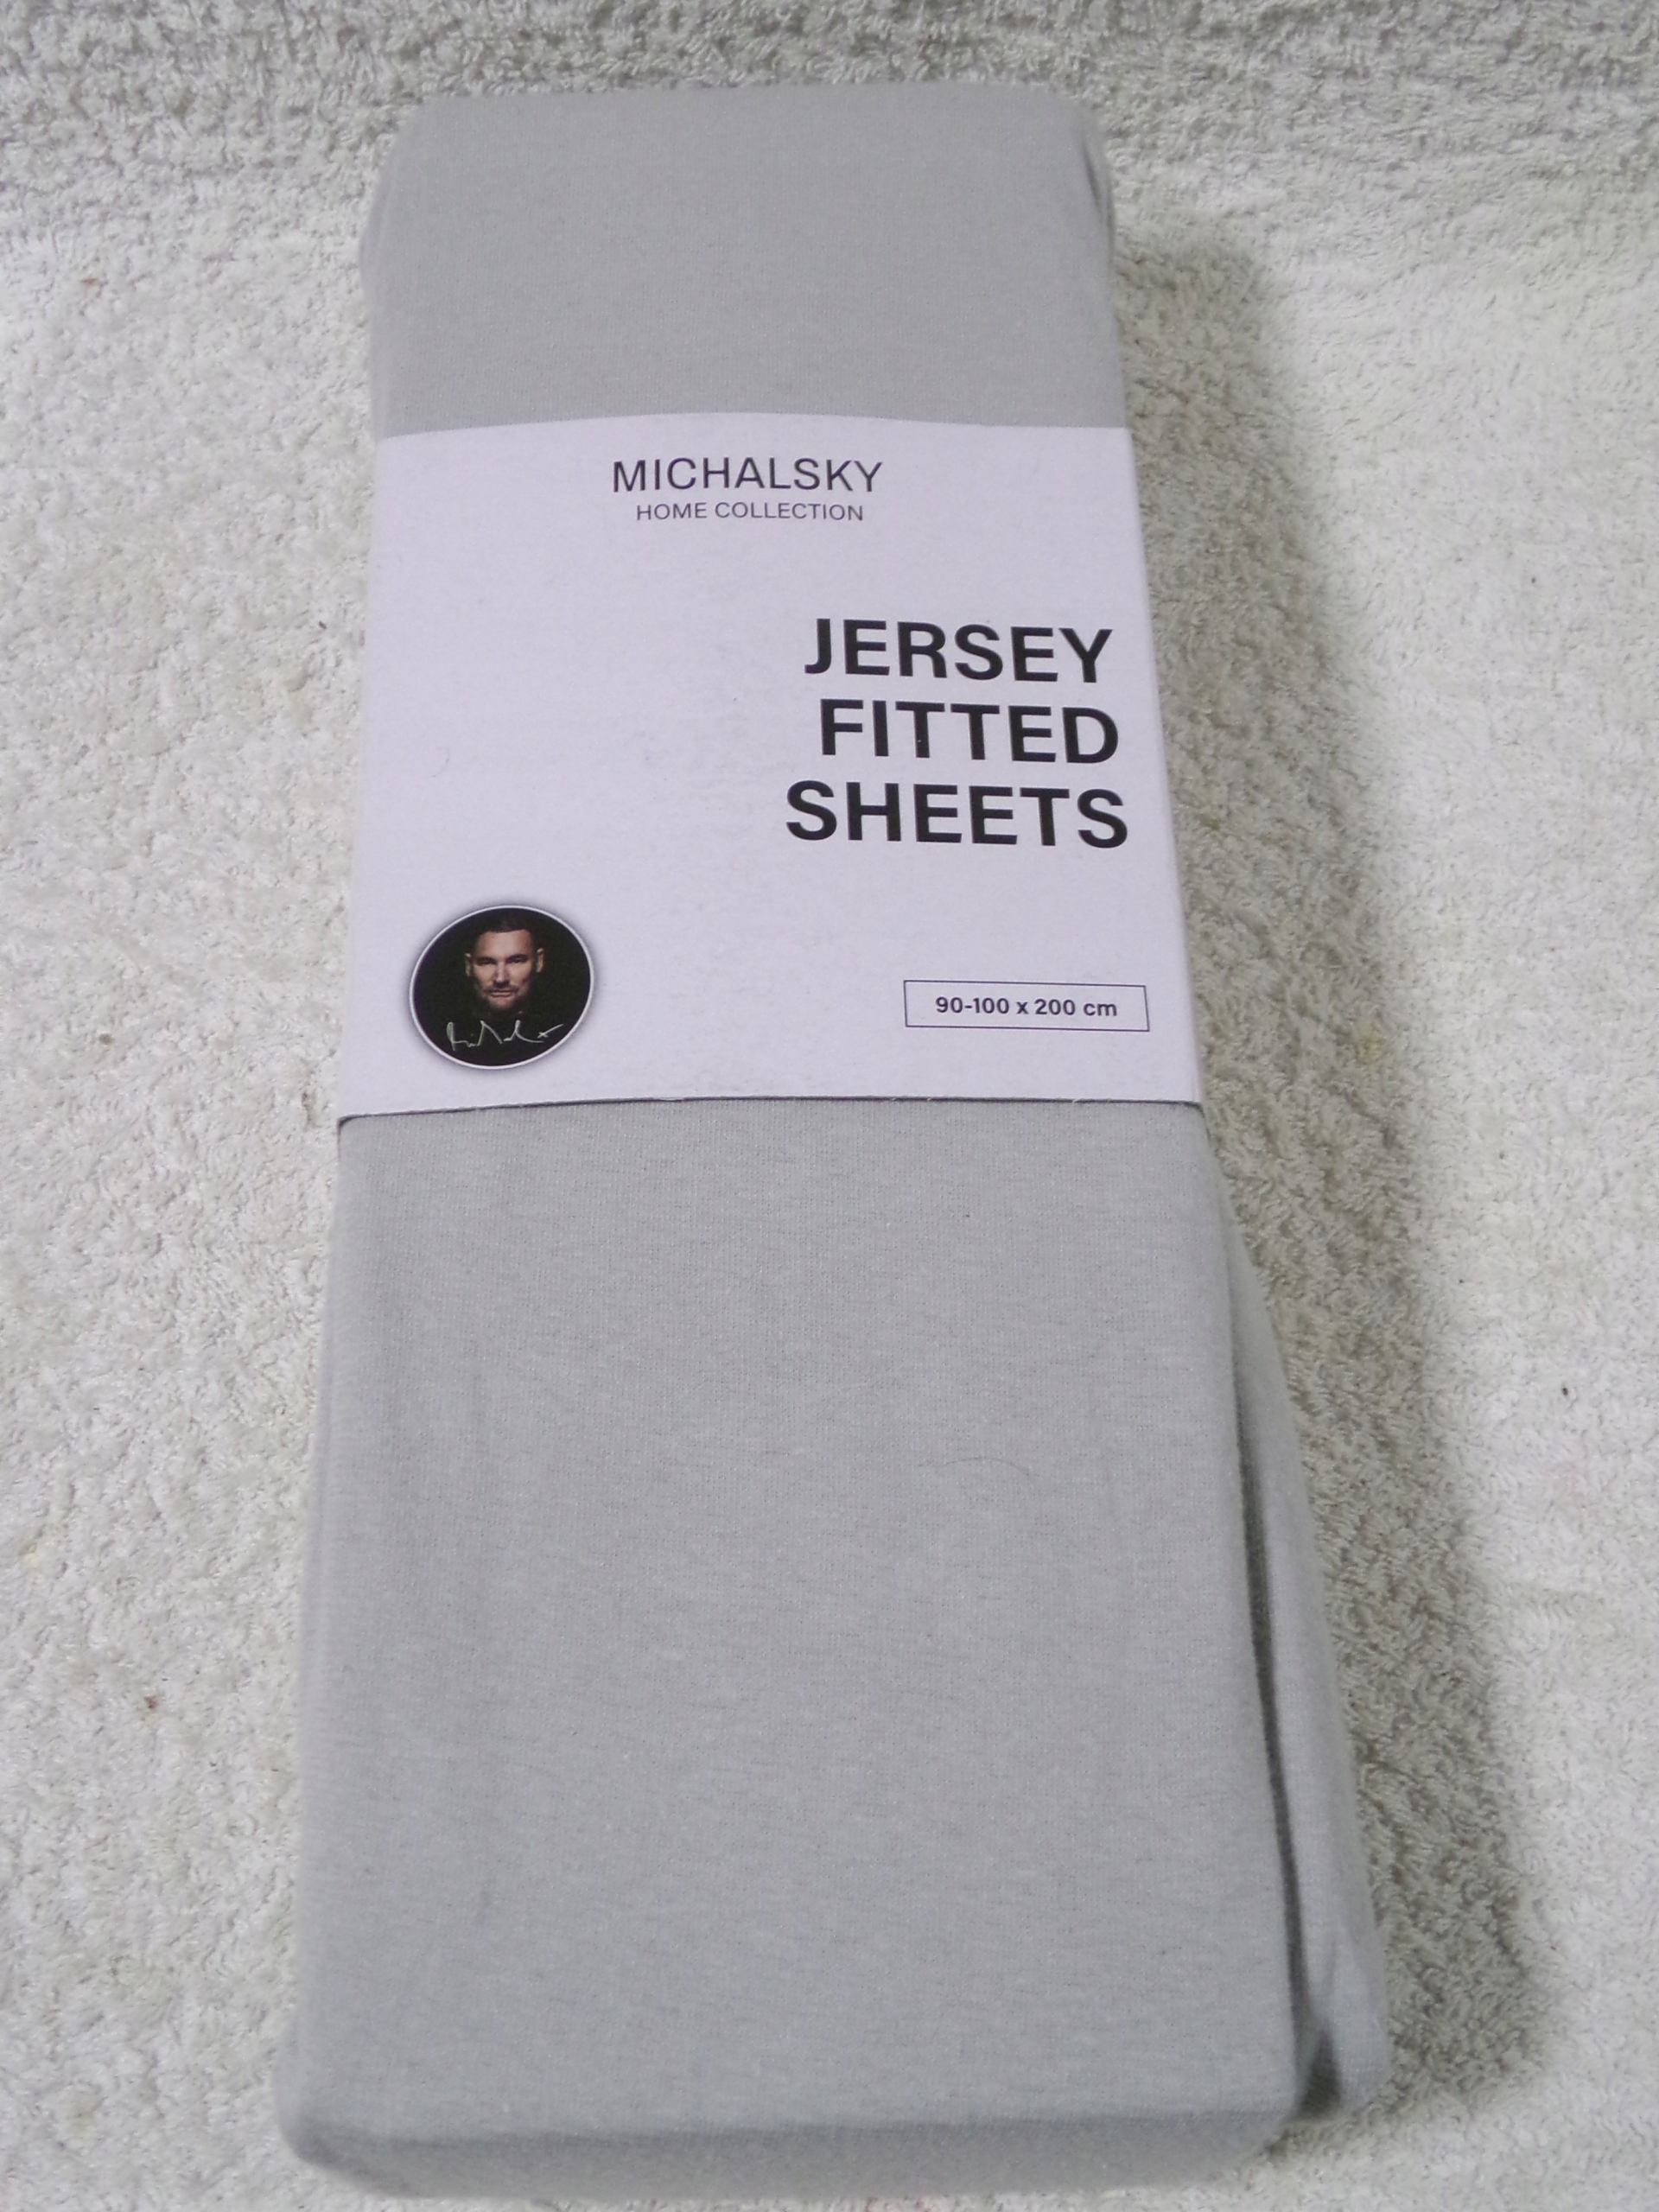 MICHALSKY
HOME COLLECTION
JERSEY
FITTED
SHEETS
90-100 x 200 cm